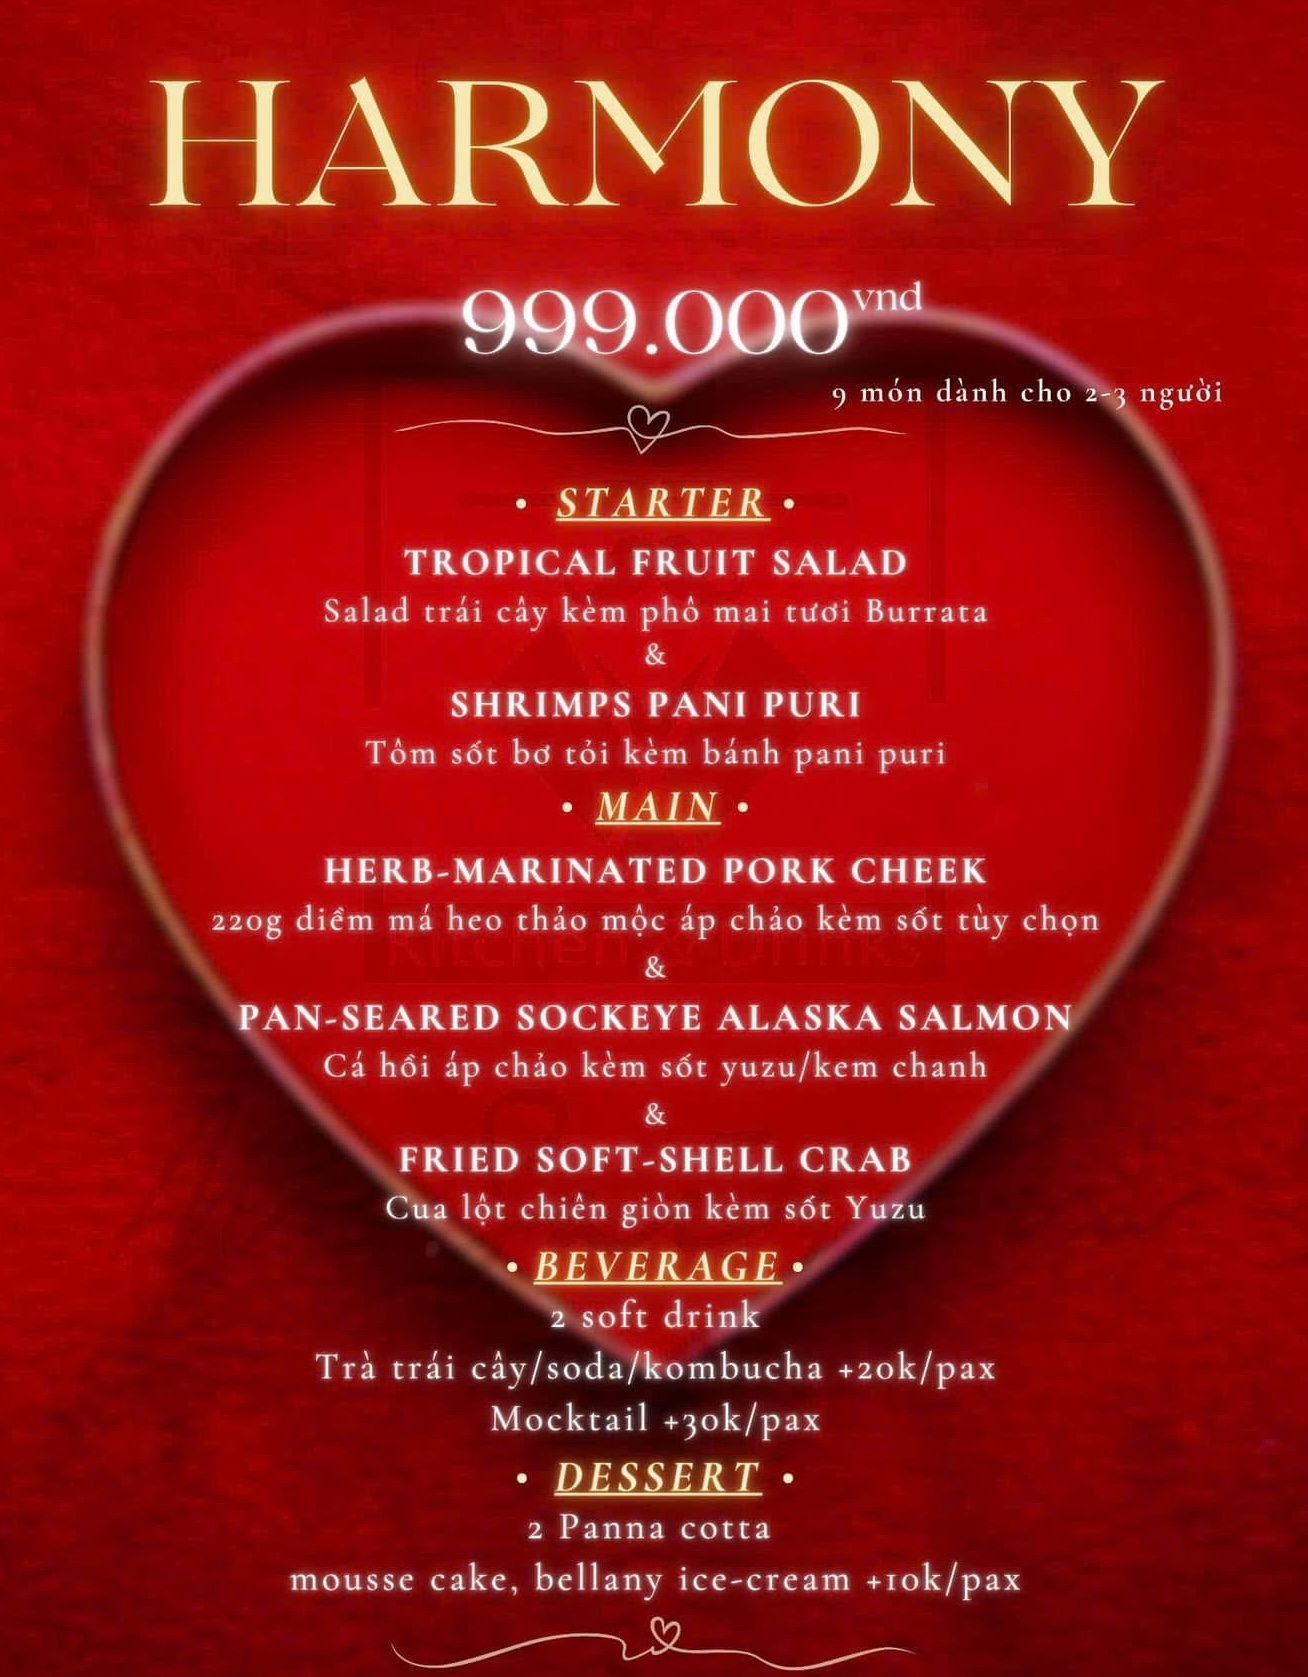 HARMONY
999.000 vnd
9 món dành cho 2-3 người
• STARTER •
TROPICAL FRUIT SALAD
Salad trái cây kèm phô mai tươi Burrata
&
SHRIMPS PANI PURI
Tôm sốt bơ tỏi kèm bánh pani puri
• MAIN •
HERB-MARINATED PORK CHEEK
220g diềm má heo thảo mộc áp chảo kèm sốt tùy chọn
Kitchen & Drinks
&
PAN-SEARED SOCKEYE ALASKA SALMON
Cá hồi áp chảo kèm sốt yuzu/kem chanh
&
FRIED SOFT-SHELL CRAB
Cua lột chiên giòn kèm sốt Yuzu
• BEVERAGE •
2 soft drink
Trà trái cây/soda/kombucha +20k/pax
Mocktail +30k/pax
• DESSERT •
2 Panna cotta
mousse cake, bellany ice-cream +10k/pax